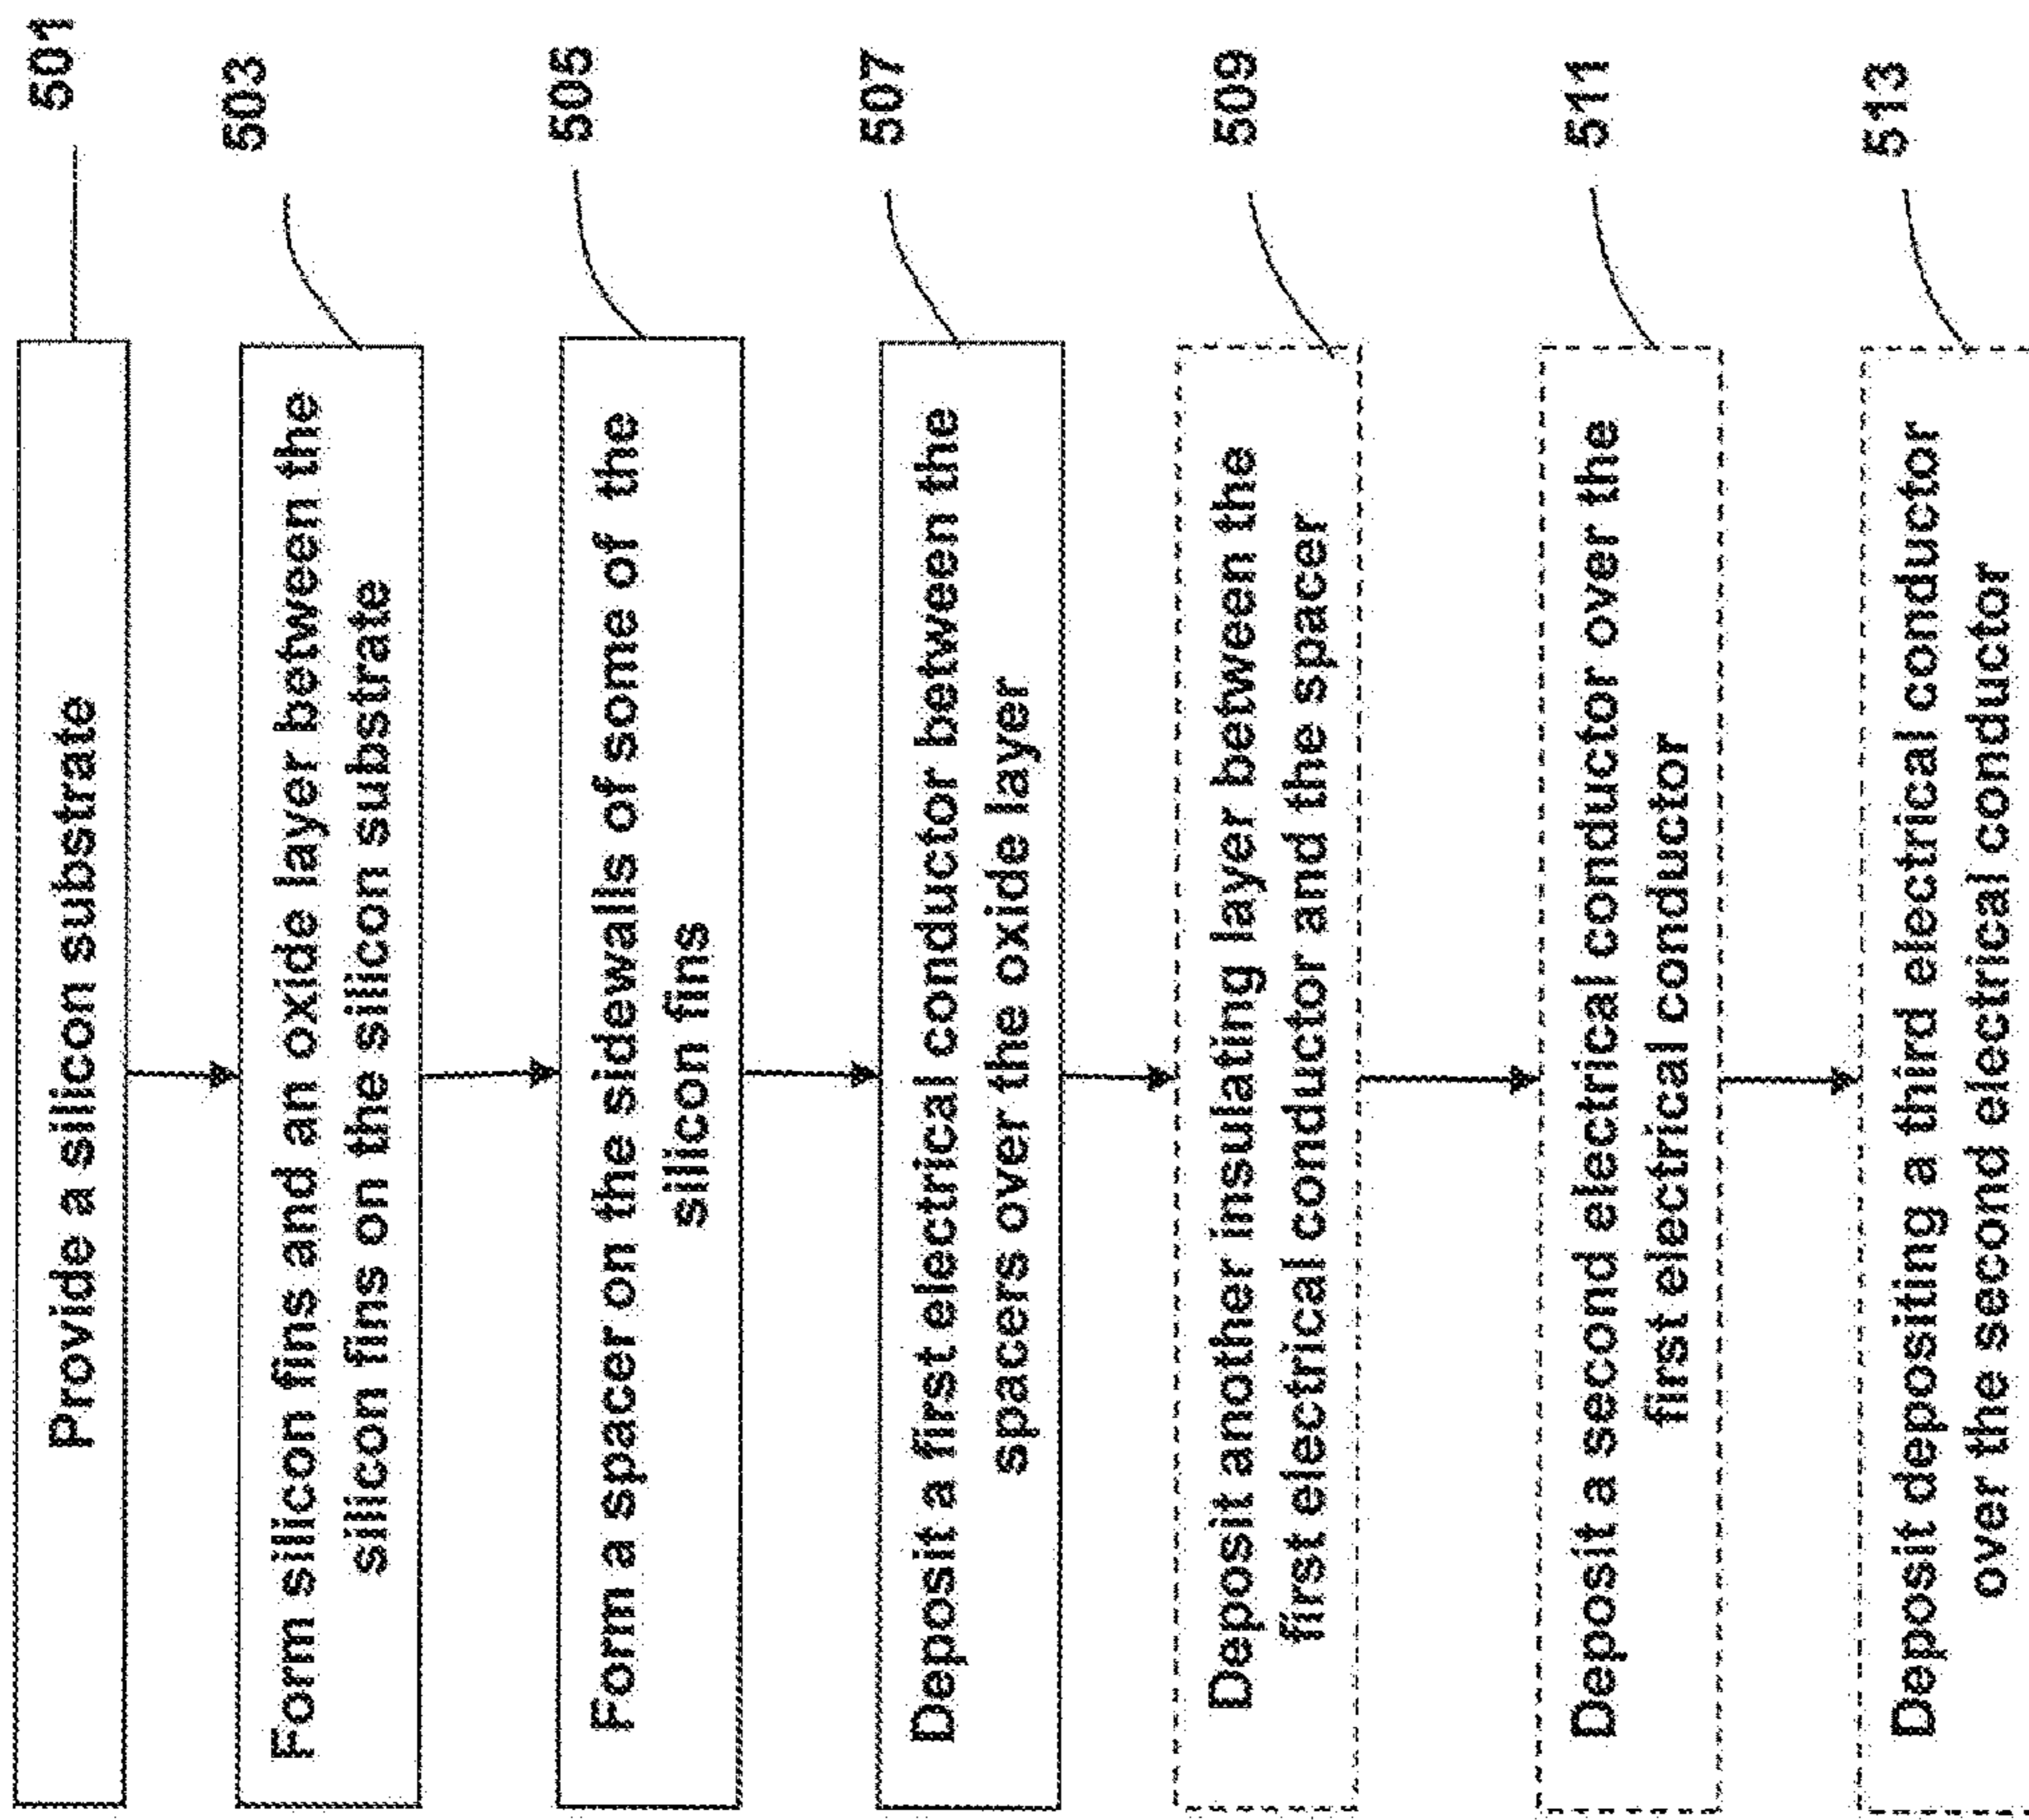 501
Provide a silicon substrate
503
Form silicon fins and an oxide layer between the
silicon fins on the silicon substrate
505
Form a spacer on the sidewalls of some of the
silicon fins
507
Deposit a first electrical conductor between the
spacers over the oxide layer
509
Deposit another insulating layer between the
first electrical conductor and the spacer
511
Deposit a second electrical conductor over the
first electrical conductor
513
Deposit depositing a third electrical conductor
over the second electrical conductor